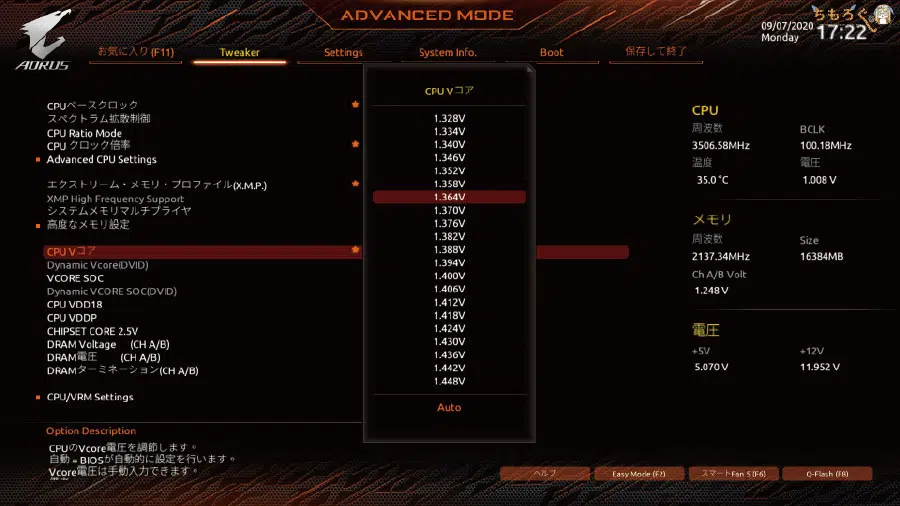 ADVANCED MODE
ちもろぐ
09/07/2020
Monday
17:22
AORUS
お気に入り(F11)
Tweaker
Settings
System Info.
Boot
保存して終了
CPUベースクロック
スペクトラム拡散制御
CPU Ratio Mode
CPU クロック倍率
Advanced CPU Settings
エクストリーム・メモリ・プロファイル(X.M.P.)
XMP High Frequency Support
システムメモリマルチプライヤ
高度なメモリ設定
CPU Vコア
Dynamic Vcore(DVID)
VCORE SOC
Dynamic VCORE SOC(DVID)
CPU VDD18
CPU VDDP
CHIPSET CORE 2.5V
DRAM Voltage (CH A/B)
DRAM電圧 (CH A/B)
DRAMターミネーション(CH A/B)
CPU/VRM Settings
CPU Vコア
1.328V
1.334V
1.340V
1.346V
1.352V
1.358V
1.364V
1.370V
1.376V
1.382V
1.388V
1.394V
1.400V
1.406V
1.412V
1.418V
1.424V
1.430V
1.436V
1.442V
1.448V
Auto
CPU
周波数 BCLK
3506.58MHz 100.18MHz
温度 電圧
35.0 °C 1.008 V
メモリ
周波数 Size
2137.34MHz 16384MB
Ch A/B Volt
1.248 V
電圧
+5V +12V
5.070 V 11.952 V
Option Description
CPUのVcore電圧を調節します。
自動 = BIOSが自動的に設定を行います。
Vcore電圧は手動入力できます。
ヘルプ
Easy Mode (F2)
スマートFan 5 (F6)
Q-Flash (F8)